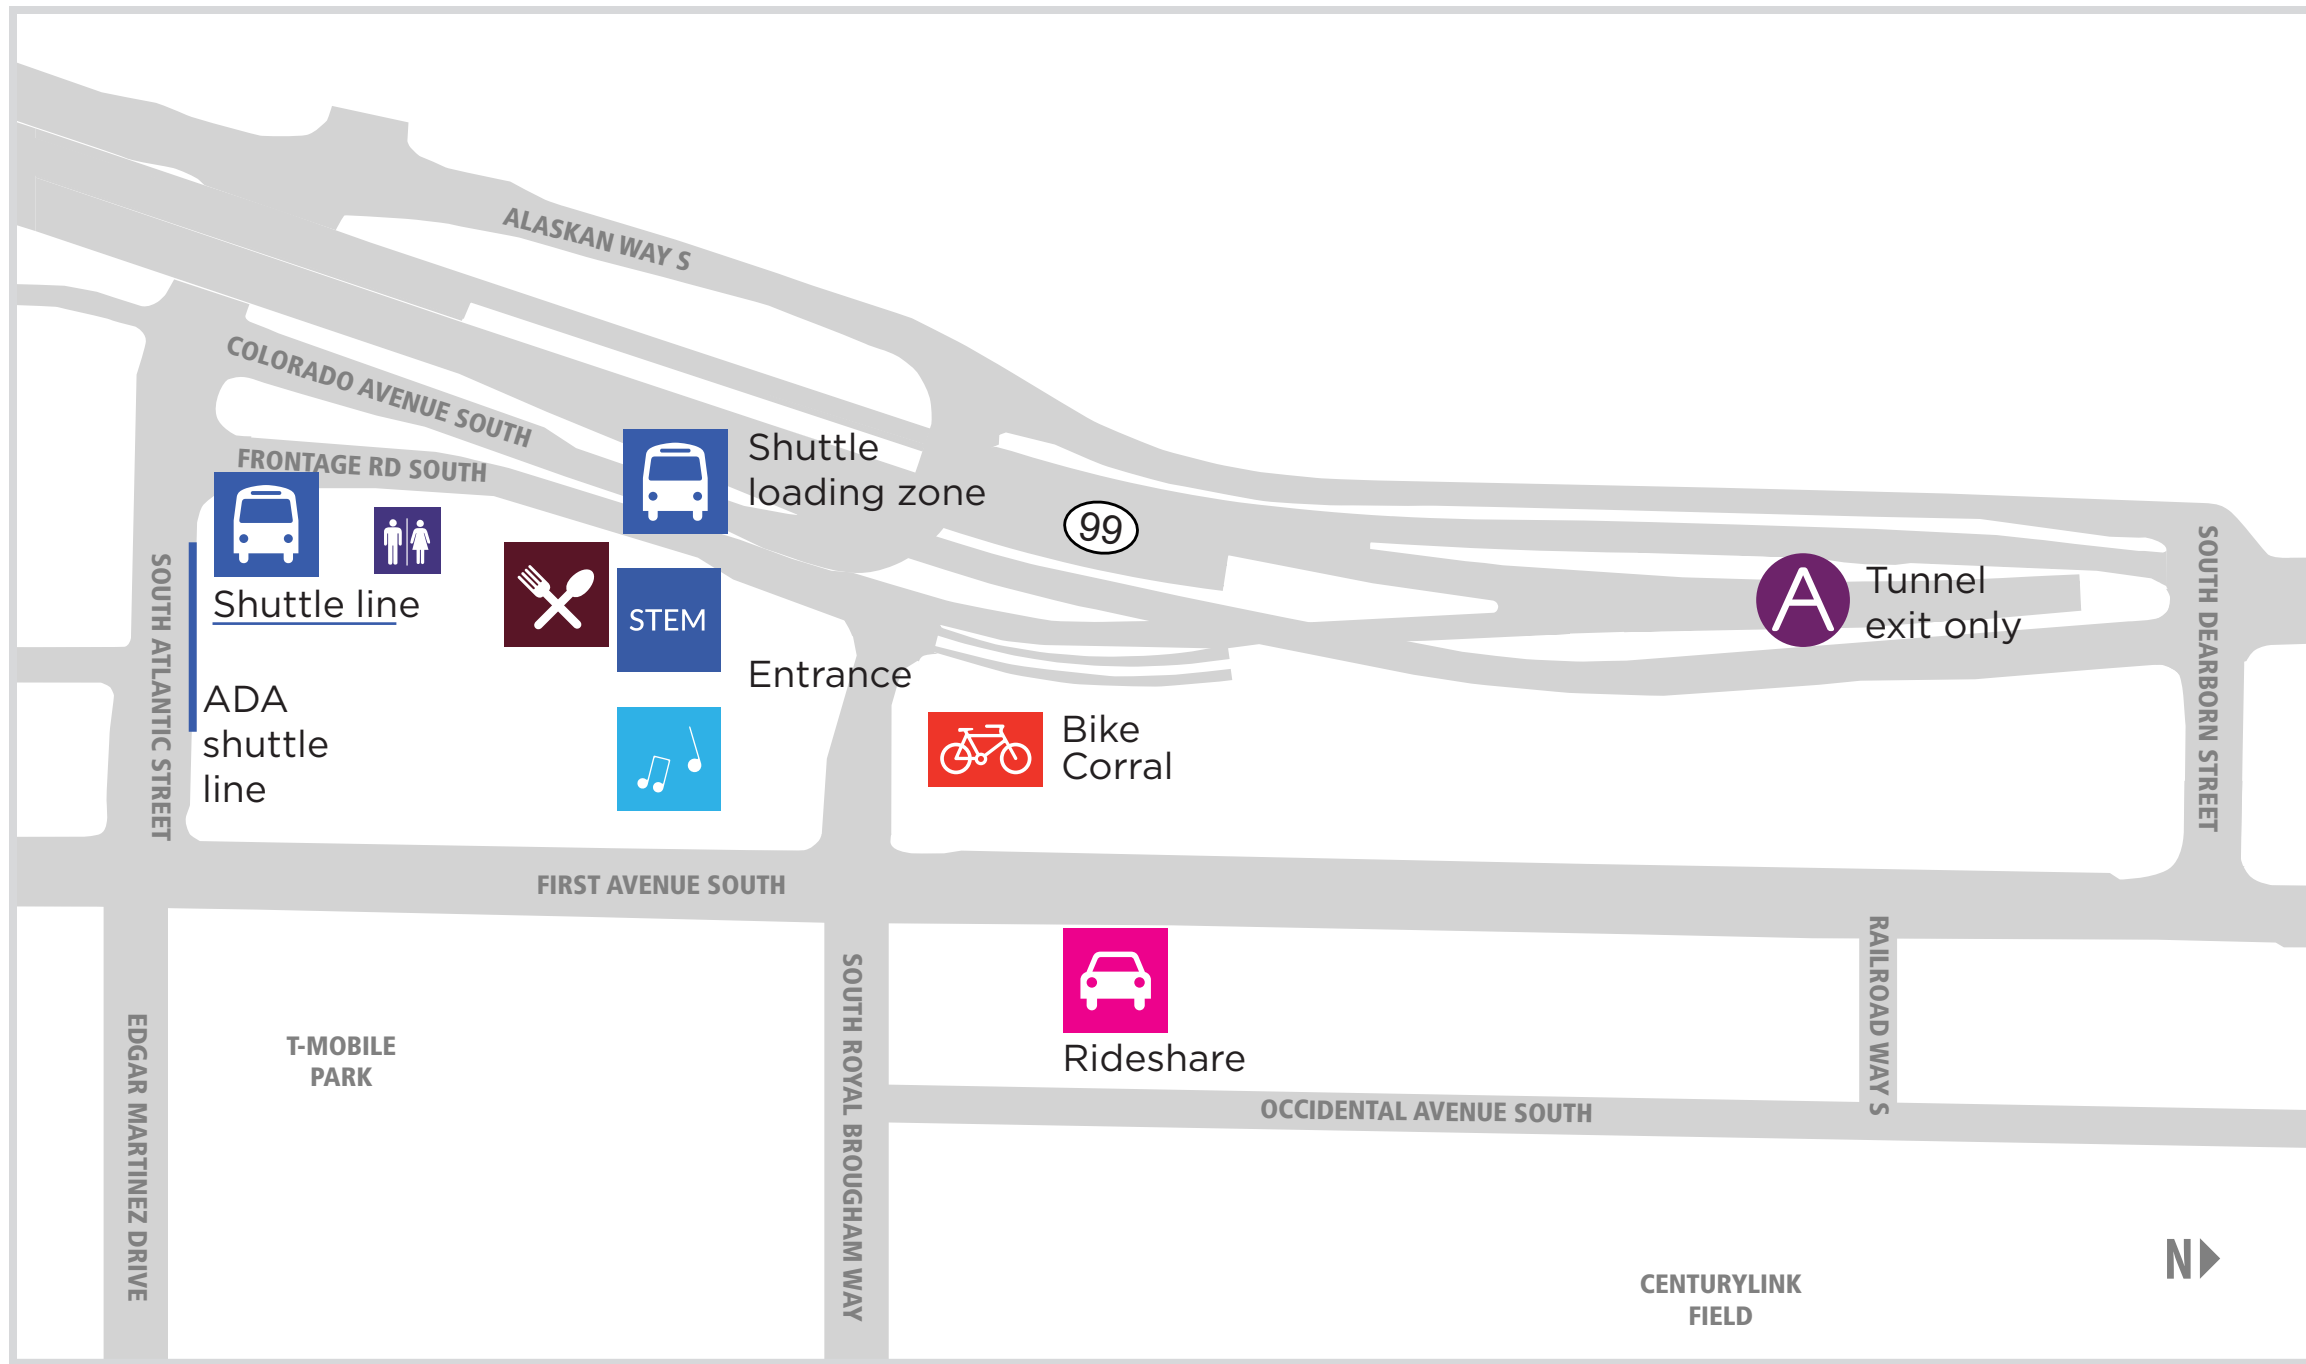 ALASKAN WAY S
COLORADO AVENUE SOUTH
FRONTAGE RD SOUTH
Shuttle
loading zone
99
SOUTH ATLANTIC STREET
Shuttle line
STEM
A
Tunnel
exit only
SOUTH DEARBORN STREET
Entrance
ADA
shuttle
line
Bike
Corral
FIRST AVENUE SOUTH
RAILROAD WAY S
SOUTH ROYAL BROUGHAM WAY
EDGAR MARTINEZ DRIVE
T-MOBILE
PARK
Rideshare
OCCIDENTAL AVENUE SOUTH
N
CENTURYLINK
FIELD